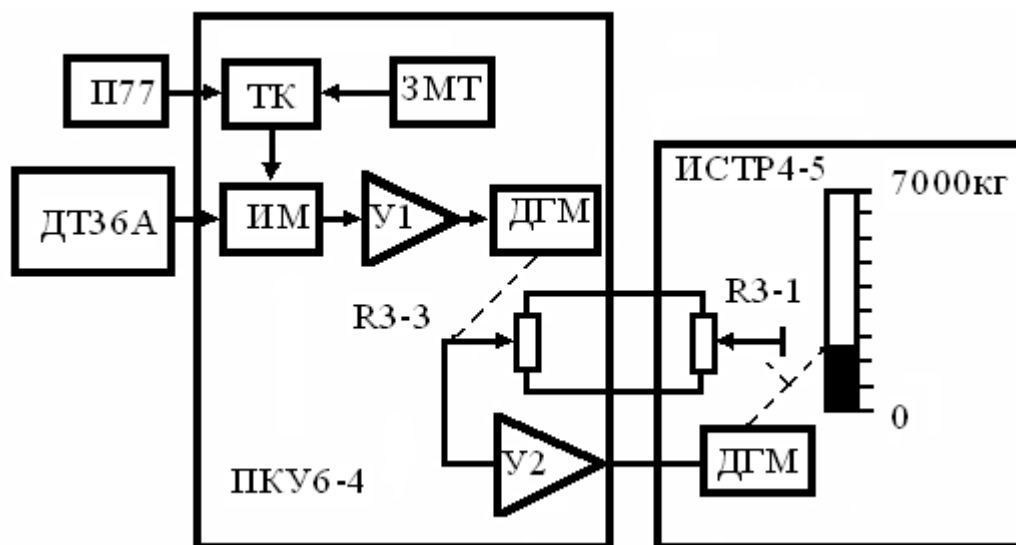 П77
ТК
ЗМТ
ДТ36А
ИМ
У1
ДГМ
ИСТР4-5
7000кг
R3-3
R3-1
0
У2
ДГМ
ПКУ6-4